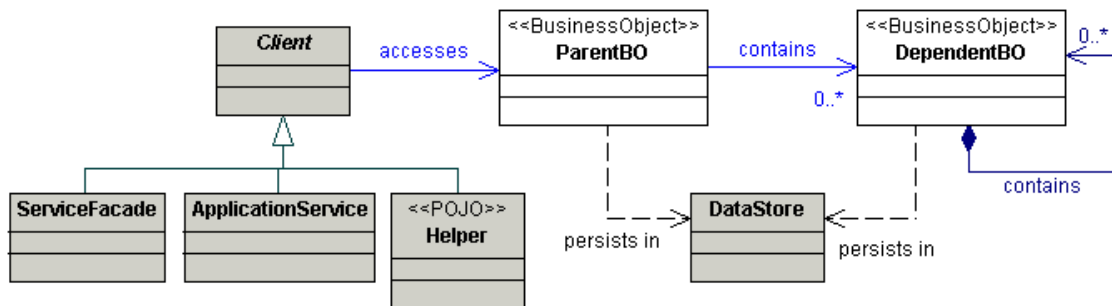 Client
accesses
<<BusinessObject>>
ParentBO
contains
0..*
<<BusinessObject>>
DependentBO
0..*
contains
ServiceFacade
ApplicationService
<<POJO>>
Helper
persists in
DataStore
persists in